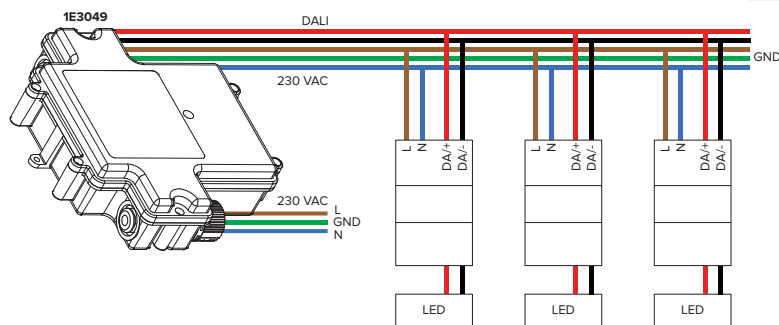 1E3049
DALI
GND
230 VAC
L N DA/+ DA/-
L N DA/+ DA/-
L N DA/+ DA/-
230 VAC
L
GND
N
LED
LED
LED